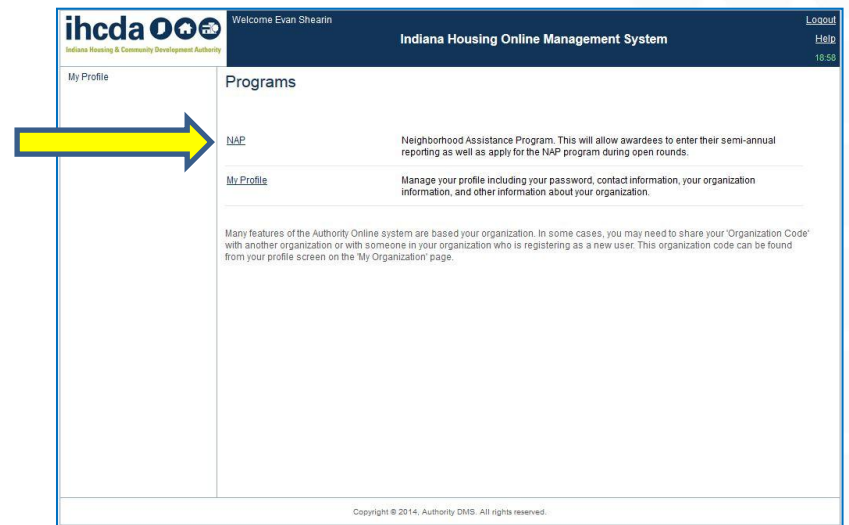 ihcda
Indiana Housing & Community Development Authority
Welcome Evan Shearin
Indiana Housing Online Management System
Logout
Help
18:58
My Profile
Programs
NAP
Neighborhood Assistance Program. This will allow awardees to enter their semi-annual
reporting as well as apply for the NAP program during open rounds.
My Profile
Manage your profile including your password, contact information, your organization
information, and other information about your organization.
Many features of the Authority Online system are based your organization. In some cases, you may need to share your 'Organization Code'
with another organization or with someone in your organization who is registering as a new user. This organization code can be found
from your profile screen on the 'My Organization' page.
Copyright © 2014, Authority DMS. All rights reserved.